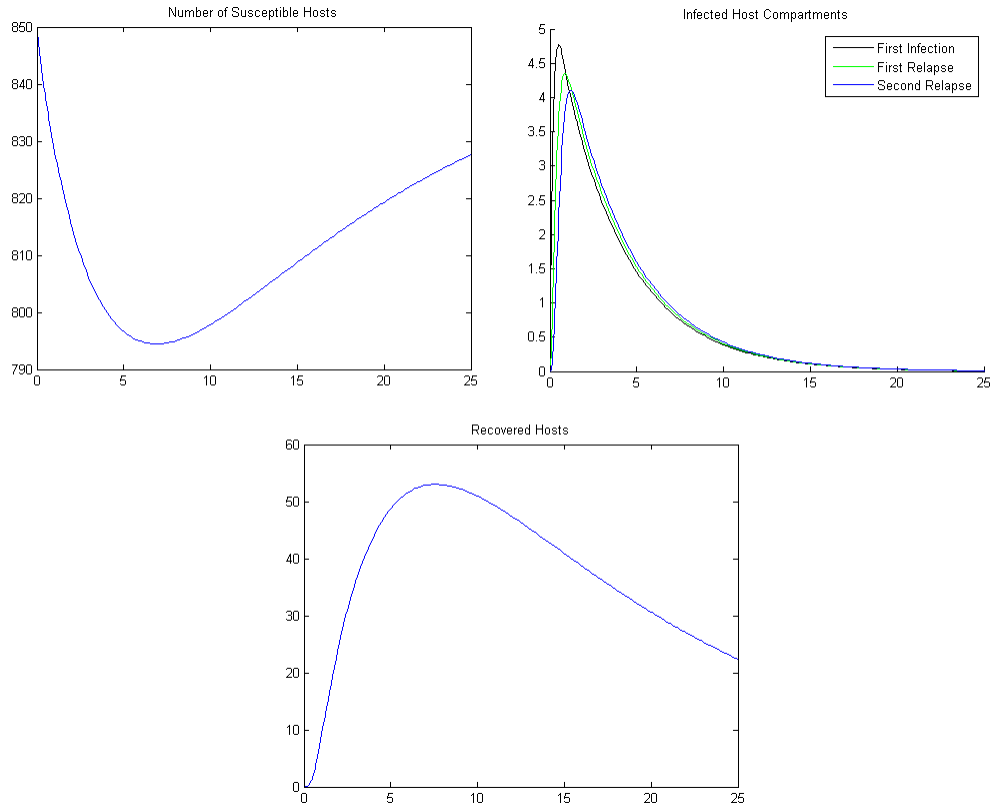 Number of Susceptible Hosts
850
840
830
820
810
800
790
0 5 10 15 20 25
Infected Host Compartments
5
4.5
4
3.5
3
2.5
2
1.5
1
0.5
0
0 5 10 15 20 25
First Infection
First Relapse
Second Relapse
Recovered Hosts
60
50
40
30
20
10
0
0 5 10 15 20 25